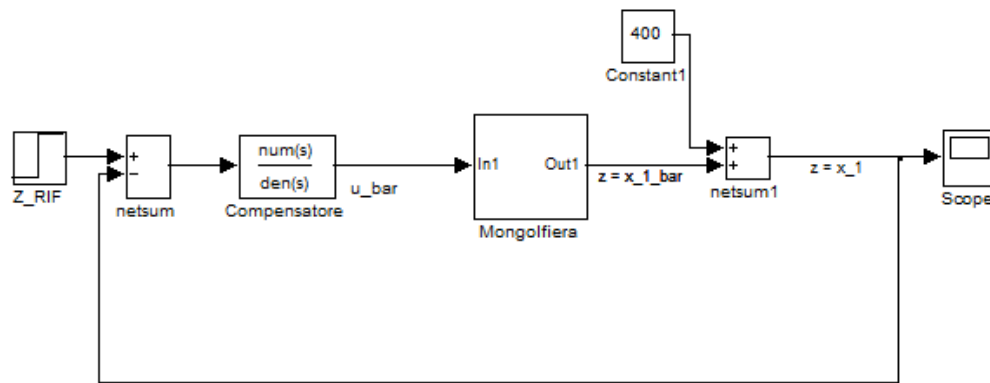 400
Constant1
+
−
Z_RIF
netsum
num(s)
den(s)
Compensatore
u_bar
In1
Out1
Mongolfiera
z = x_1_bar
+
+
netsum1
z = x_1
Scope